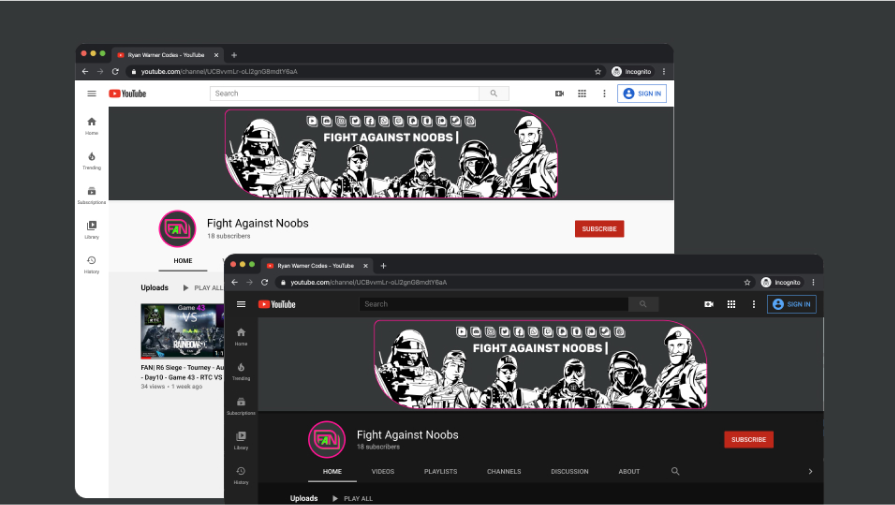 Ryan Warner Codes - YouTube
youtube.com/channel/UCBvvmLr-oLI2gnG8mdtY6aA
Incognito
YouTube
Search
SIGN IN
Home
Trending
Subscriptions
Library
History
FIGHT AGAINST NOOBS
FAN
Fight Against Noobs
18 subscribers
SUBSCRIBE
HOME
Uploads
PLAY ALL
Game 43
VS
RAINBOW
FAN| R6 Siege - Tourney - Au
- Day10 - Game 43 - RTC VS
34 views • 1 week ago
Ryan Warner Codes - YouTube
youtube.com/channel/UCBvvmLr-oLI2gnG8mdtY6aA
Incognito
YouTube
Search
SIGN IN
Home
Trending
Subscriptions
Library
History
FIGHT AGAINST NOOBS
FAN
Fight Against Noobs
18 subscribers
SUBSCRIBE
HOME VIDEOS PLAYLISTS CHANNELS DISCUSSION ABOUT
Uploads
PLAY ALL